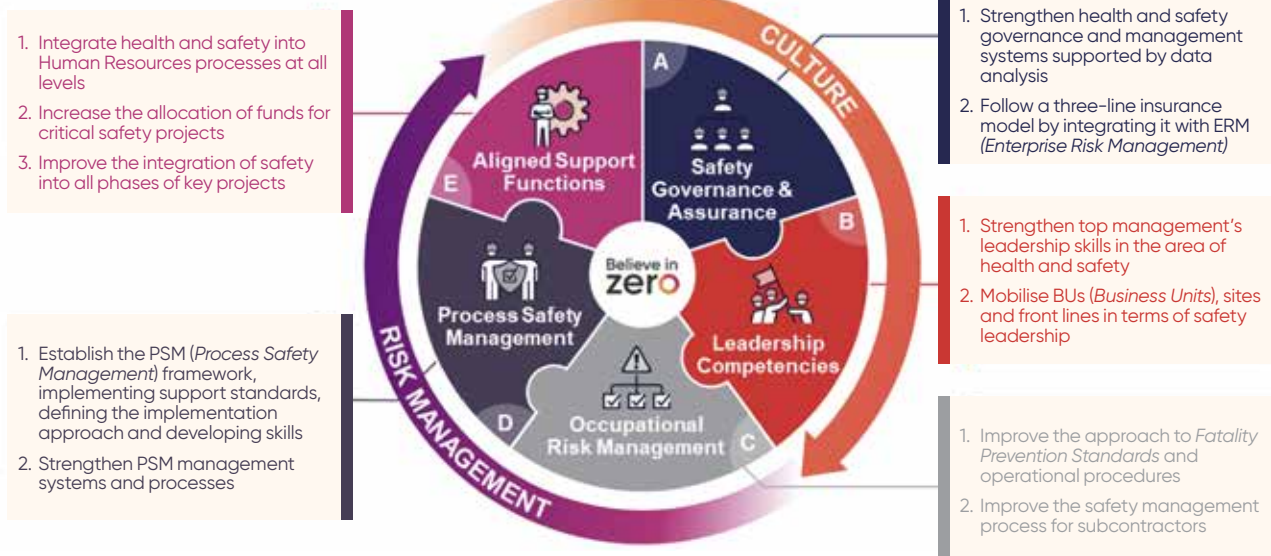 1. Integrate health and safety into
Human Resources processes at all
levels
2. Increase the allocation of funds for
critical safety projects
3. Improve the integration of safety
into all phases of key projects
1. Establish the PSM (Process Safety
Management) framework,
implementing support standards,
defining the implementation
approach and developing skills
2. Strengthen PSM management
systems and processes
CULTURE
RISK MANAGEMENT
A
Safety
Governance &
Assurance
B
Leadership
Competencies
C
Occupational
Risk Management
D
Process Safety
Management
E
Aligned Support
Functions
Believe in
zero
1. Strengthen health and safety
governance and management
systems supported by data
analysis
2. Follow a three-line insurance
model by integrating it with ERM
(Enterprise Risk Management)
1. Strengthen top management’s
leadership skills in the area of
health and safety
2. Mobilise BUs (Business Units), sites
and front lines in terms of safety
leadership
1. Improve the approach to Fatality
Prevention Standards and
operational procedures
2. Improve the safety management
process for subcontractors